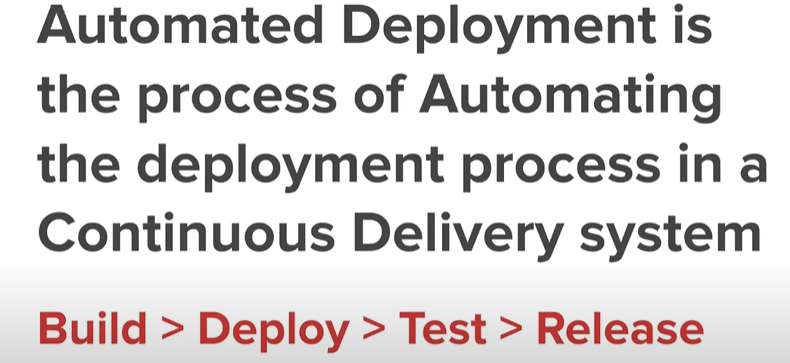 Automated Deployment is
the process of Automating
the deployment process in a
Continuous Delivery system
Build > Deploy > Test > Release